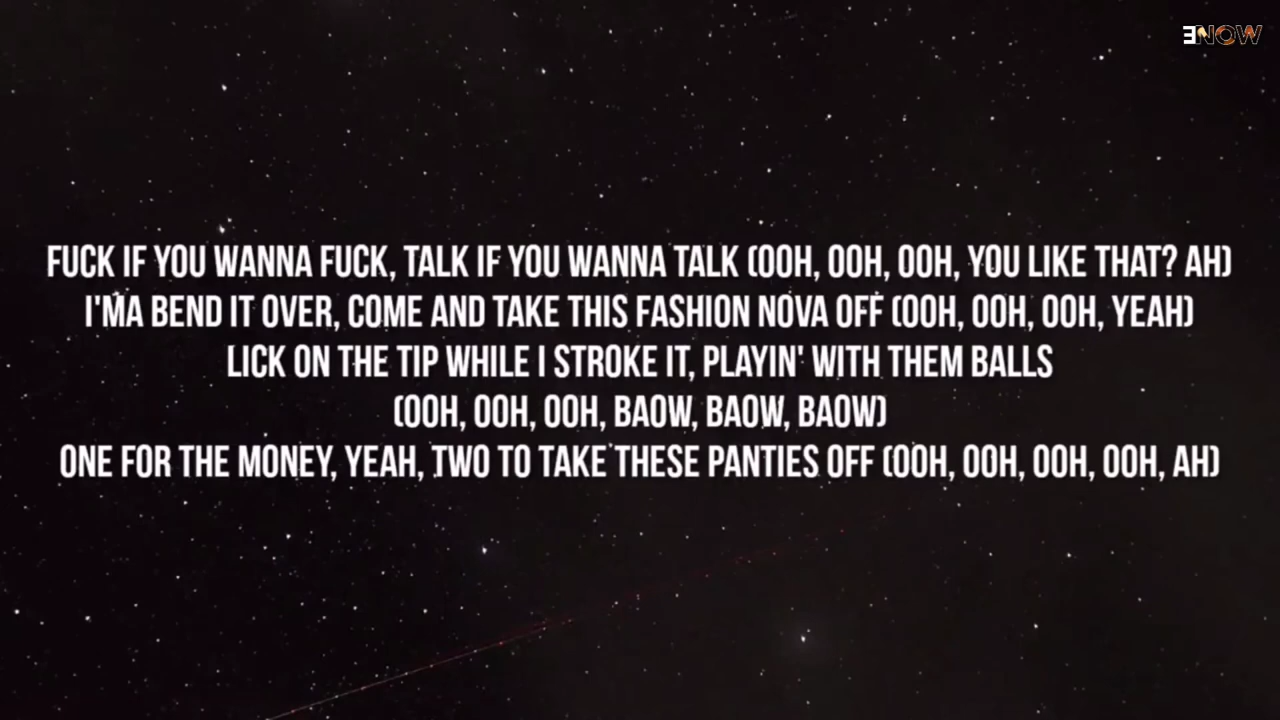 ƎNOW
FUCK IF YOU WANNA FUCK, TALK IF YOU WANNA TALK (OOH, OOH, OOH, YOU LIKE THAT? AH)
I'MA BEND IT OVER, COME AND TAKE THIS FASHION NOVA OFF (OOH, OOH, OOH, YEAH)
LICK ON THE TIP WHILE I STROKE IT, PLAYIN' WITH THEM BALLS
(OOH, OOH, OOH, BAOW, BAOW, BAOW)
ONE FOR THE MONEY, YEAH, TWO TO TAKE THESE PANTIES OFF (OOH, OOH, OOH, OOH, AH)